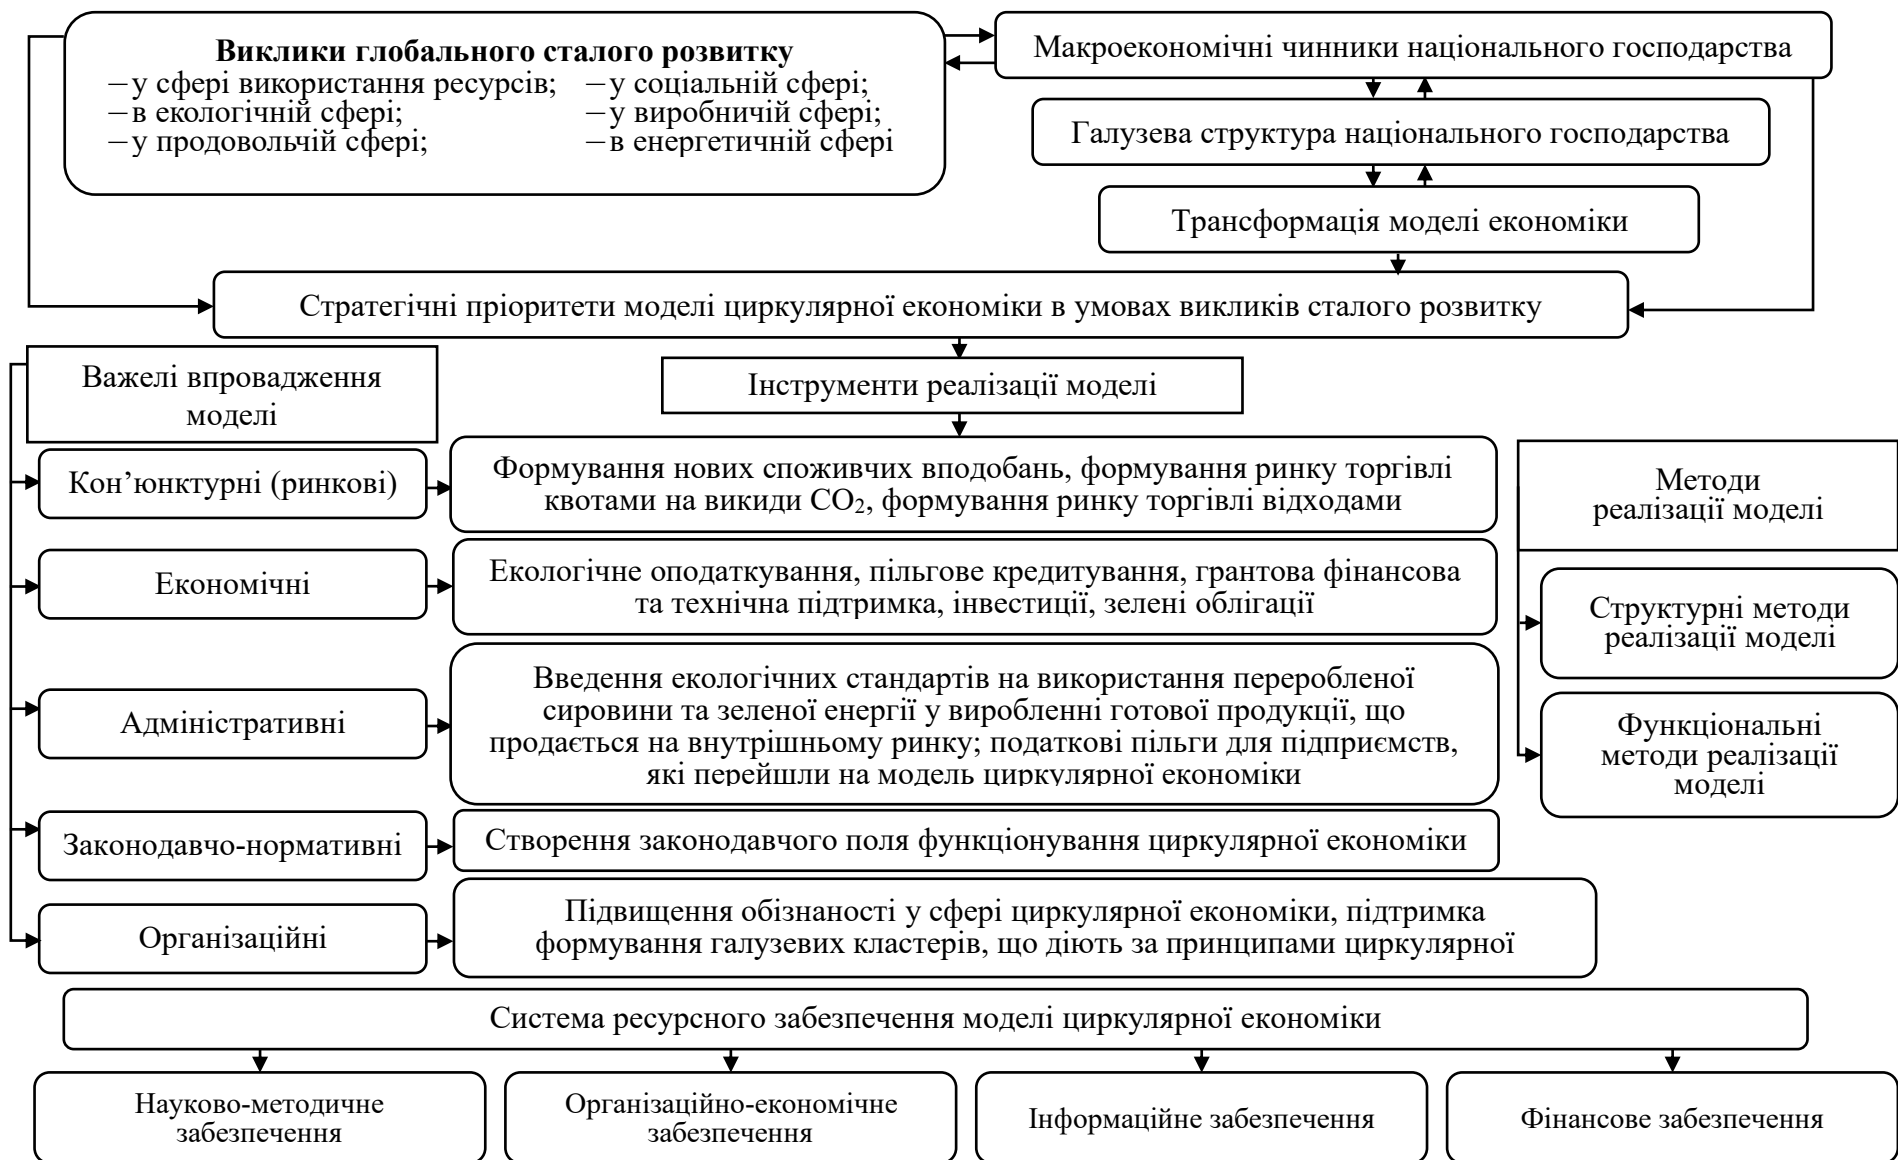 Виклики глобального сталого розвитку
–у сфері використання ресурсів;
–в екологічній сфері;
–у продовольчій сфері;
–у соціальній сфері;
–у виробничій сфері;
–в енергетичній сфері
Макроекономічні чинники національного господарства
Галузева структура національного господарства
Трансформація моделі економіки
Стратегічні пріоритети моделі циркулярної економіки в умовах викликів сталого розвитку
Важелі впровадження
моделі
Інструменти реалізації моделі
Кон’юнктурні (ринкові)
Формування нових споживчих вподобань, формування ринку торгівлі
квотами на викиди CO₂, формування ринку торгівлі відходами
Економічні
Екологічне оподаткування, пільгове кредитування, грантова фінансова
та технічна підтримка, інвестиції, зелені облігації
Адміністративні
Введення екологічних стандартів на використання переробленої
сировини та зеленої енергії у виробленні готової продукції, що
продається на внутрішньому ринку; податкові пільги для підприємств,
які перейшли на модель циркулярної економіки
Законодавчо-нормативні
Створення законодавчого поля функціонування циркулярної економіки
Організаційні
Підвищення обізнаності у сфері циркулярної економіки, підтримка
формування галузевих кластерів, що діють за принципами циркулярної
Методи
реалізації моделі
Структурні методи
реалізації моделі
Функціональні
методи реалізації
моделі
Система ресурсного забезпечення моделі циркулярної економіки
Науково-методичне
забезпечення
Організаційно-економічне
забезпечення
Інформаційне забезпечення
Фінансове забезпечення